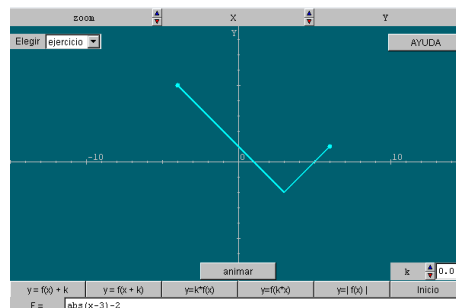 zoom X Y
Elegir ejercicio AYUDA
Y
-10 0 10
animar k 0.0
y = f(x) + k y = f(x + k) y=k*f(x) y=f(k*x) y=| f(x) | Inicio
F = abs(x-3)-2